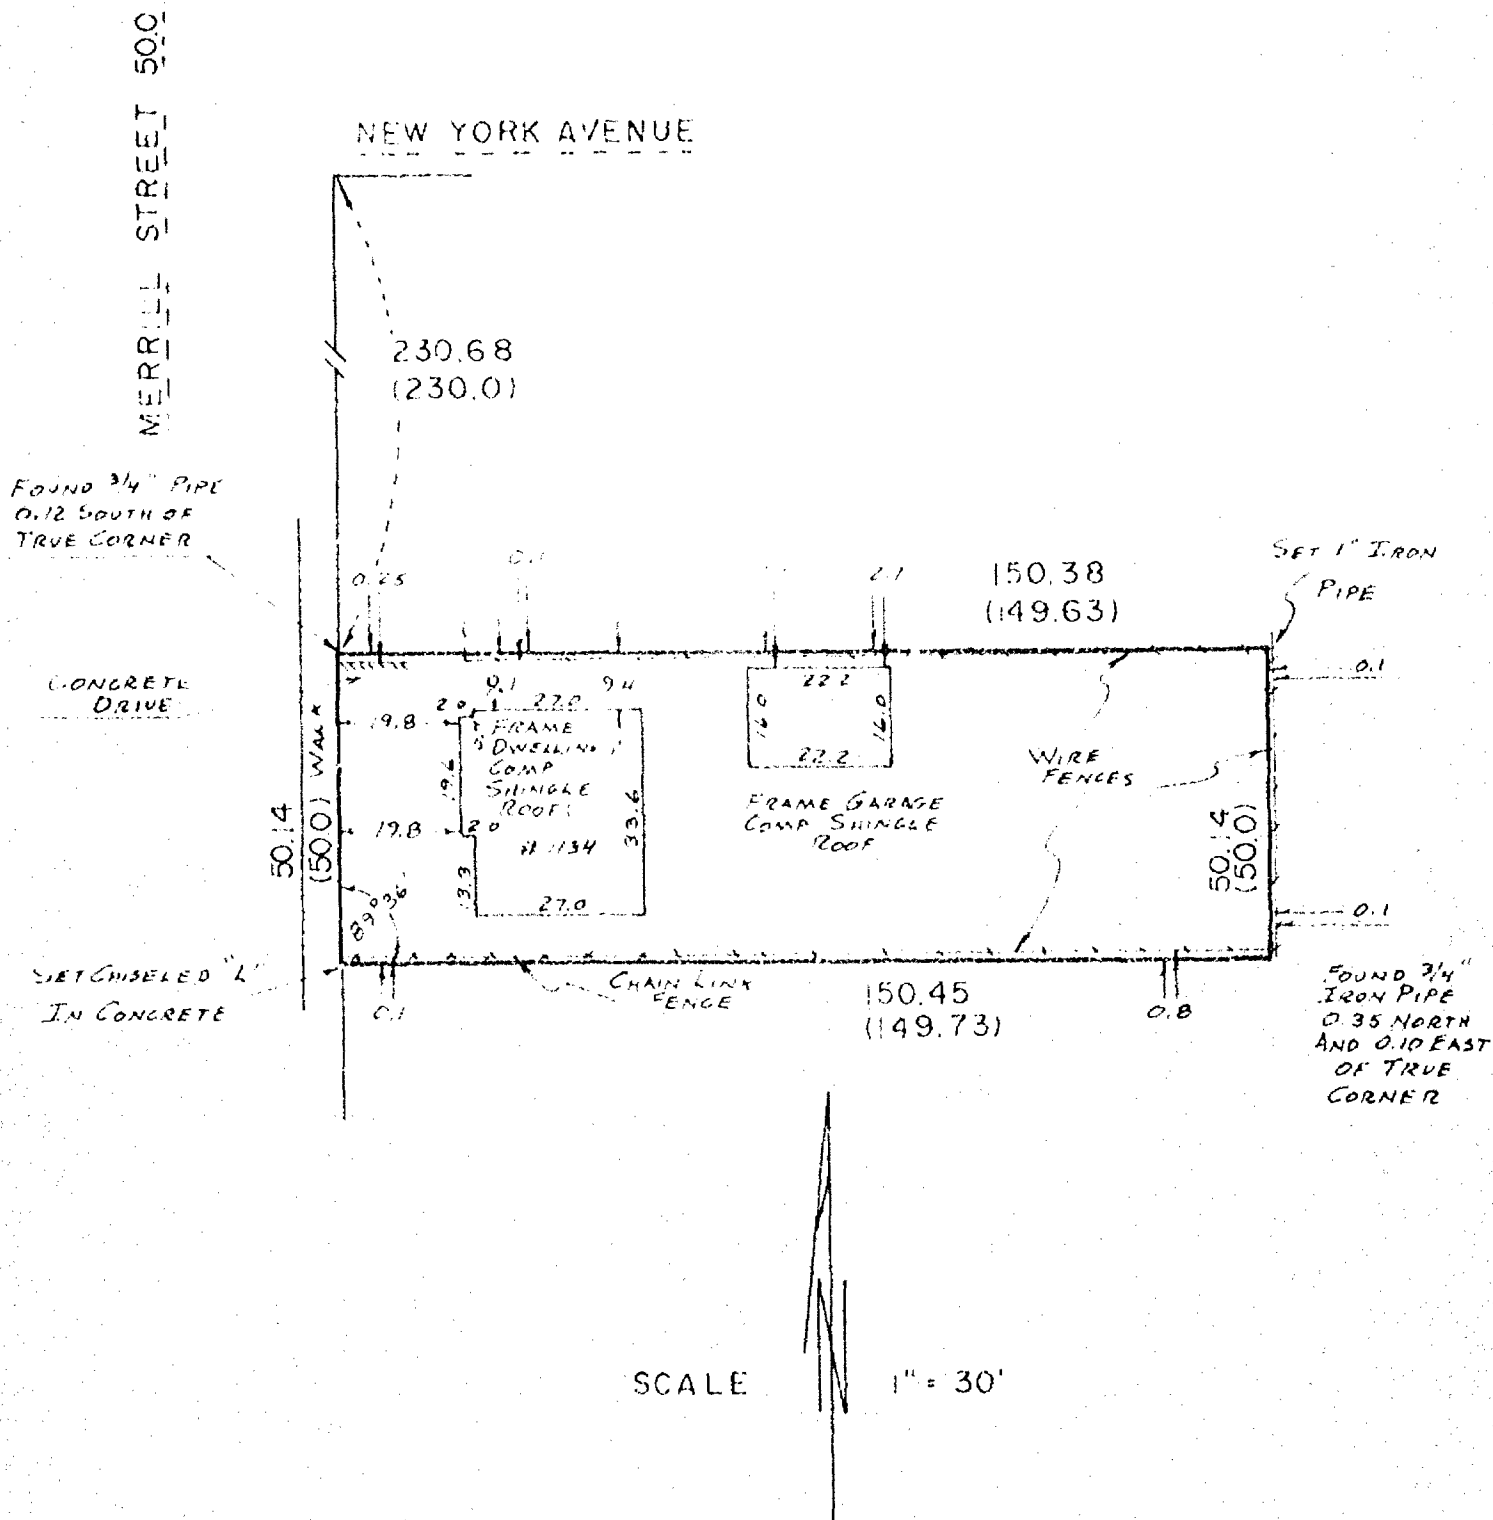 MERRILL STREET 50.0
NEW YORK AVENUE
230.68
(230.0)
FOUND 3/4" PIPE
0.12 SOUTH OF
TRUE CORNER
0.25
0.1
2.1
150.38
(149.63)
SET 1" IRON
PIPE
0.1
CONCRETE
DRIVE
WALK
9.1
27.0
9.4
2.0
19.8
FRAME
DWELLING
COMP
SHINGLE
ROOF
19.8
2.0
33.6
13.3
27.0
22.2
16.0
16.0
22.2
FRAME GARAGE
COMP SHINGLE
ROOF
WIRE
FENCES
50.14
(50.0)
50.14
(50.0)
89° 36'
0.1
SET CHISELED "L"
IN CONCRETE
0.1
CHAIN LINK
FENCE
150.45
(149.73)
0.8
FOUND 3/4"
IRON PIPE
0.35 NORTH
AND 0.10 EAST
OF TRUE
CORNER
SCALE 1" = 30'
N